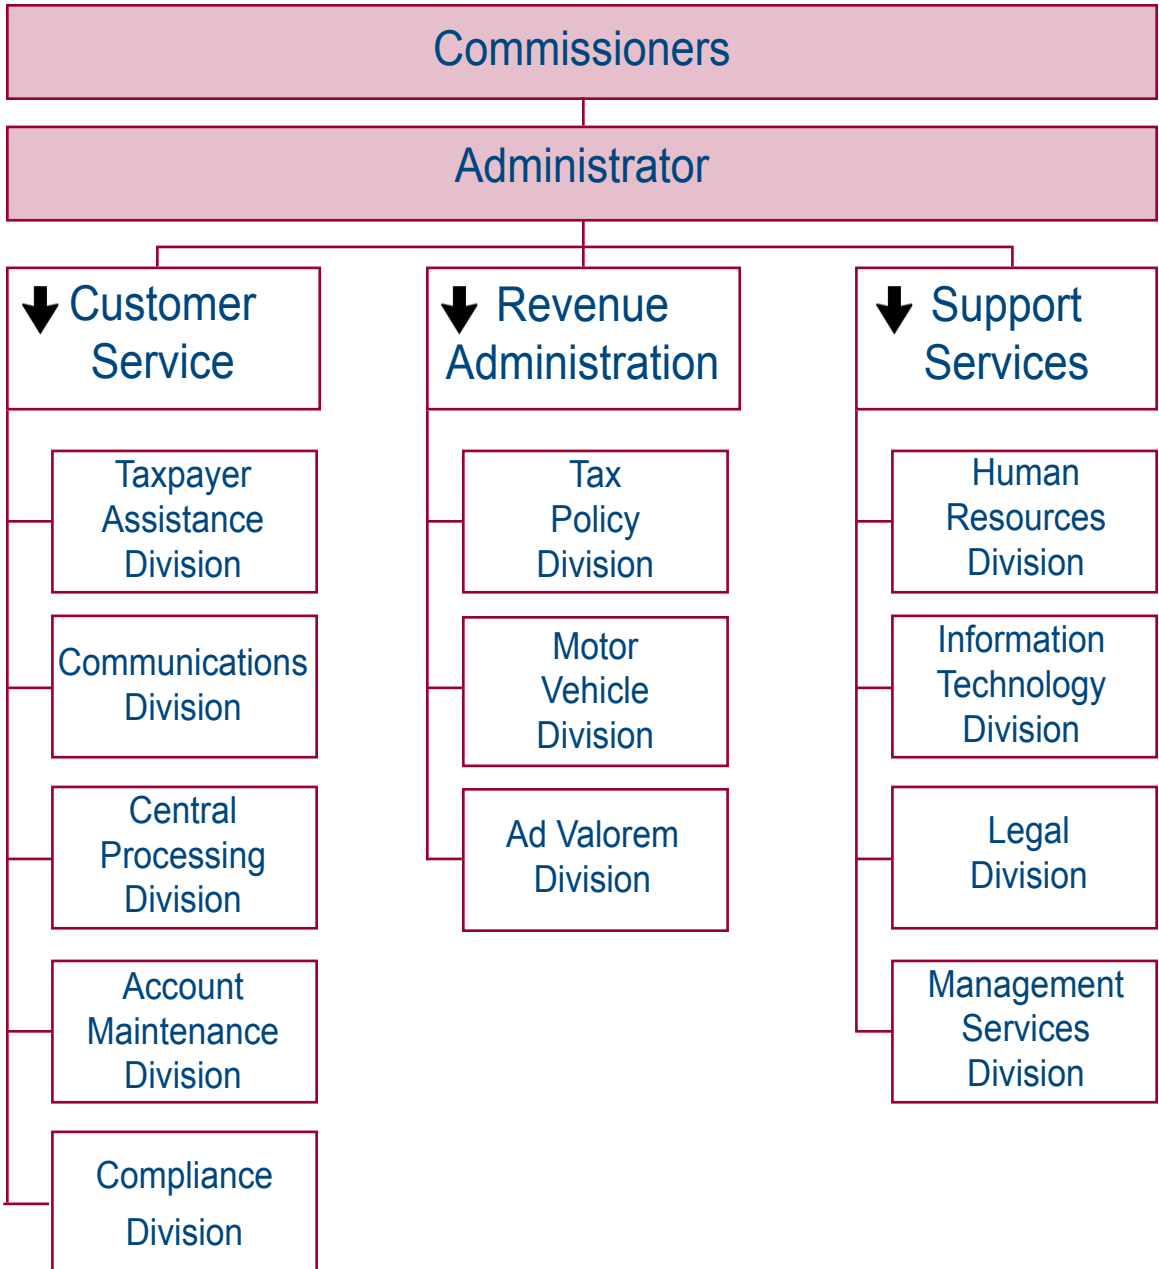 Commissioners
Administrator
Customer
Service
Taxpayer
Assistance
Division
Communications
Division
Central
Processing
Division
Account
Maintenance
Division
Compliance
Division
Revenue
Administration
Tax
Policy
Division
Motor
Vehicle
Division
Ad Valorem
Division
Support
Services
Human
Resources
Division
Information
Technology
Division
Legal
Division
Management
Services
Division